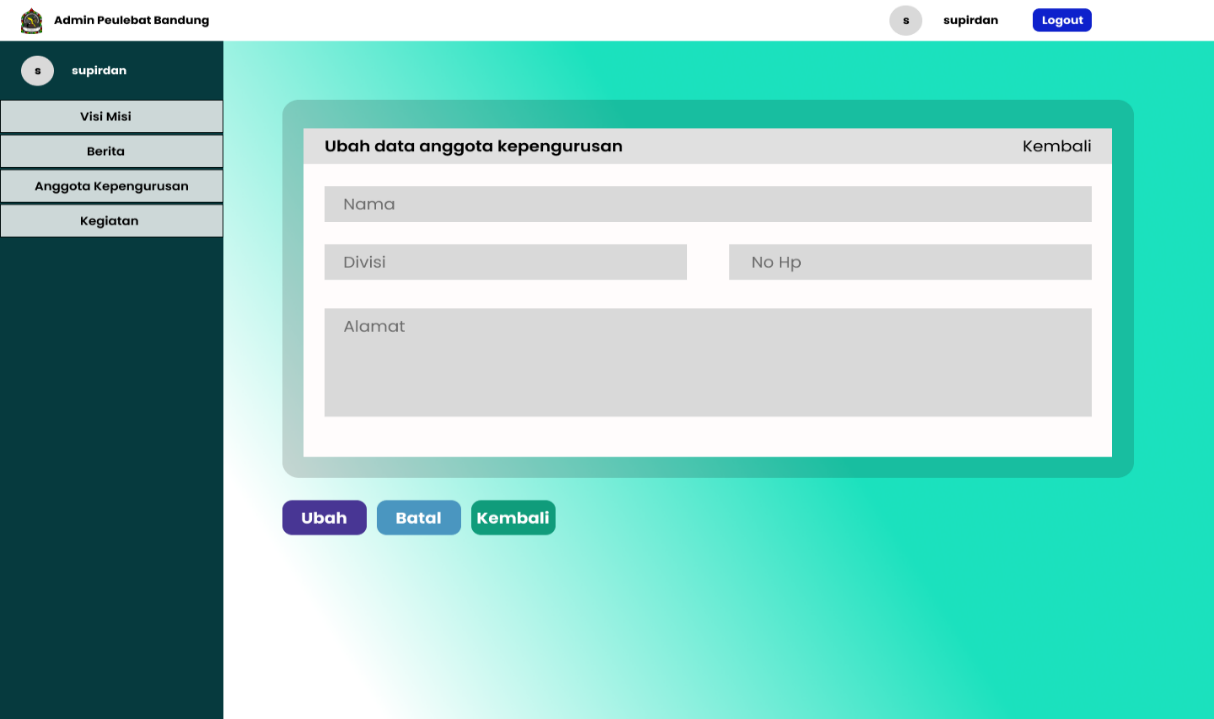 Admin Peulebat Bandung
s
supirdan
Logout
s
supirdan
Visi Misi
Berita
Anggota Kepengurusan
Kegiatan
Ubah data anggota kepengurusan
Kembali
Nama
Divisi
No Hp
Alamat
Ubah
Batal
Kembali